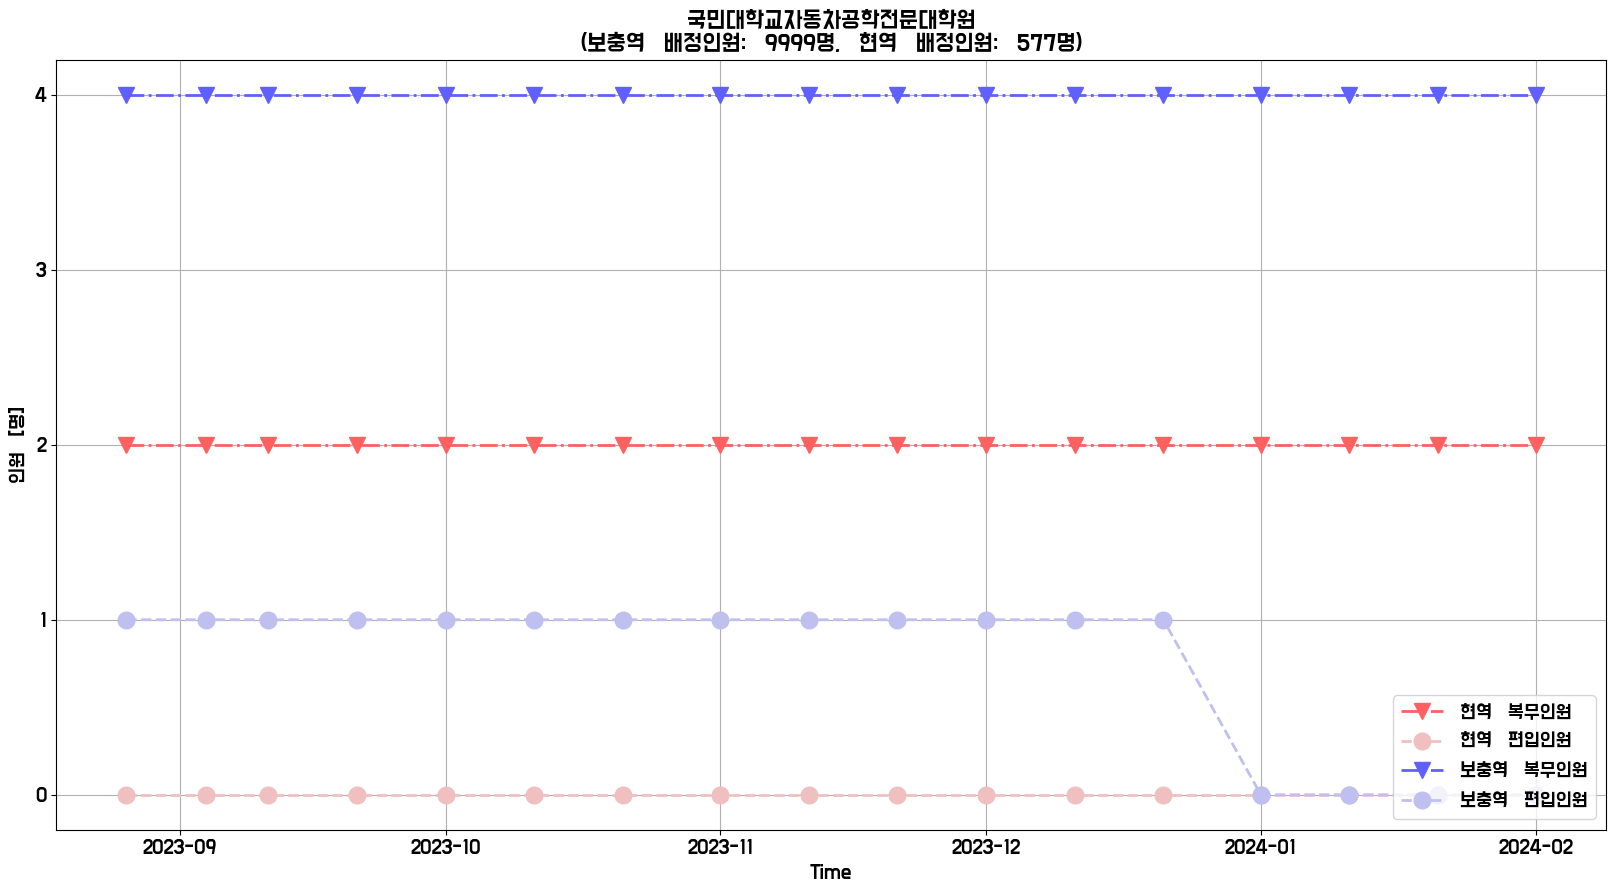 국민대학교자동차공학전문대학원
(보충역 배정인원: 9999명, 현역 배정인원: 577명)
인원 [명]
4
3
2
1
0
현역 복무인원
현역 편입인원
보충역 복무인원
보충역 편입인원
2023-09 2023-10 2023-11 2023-12 2024-01 2024-02
Time